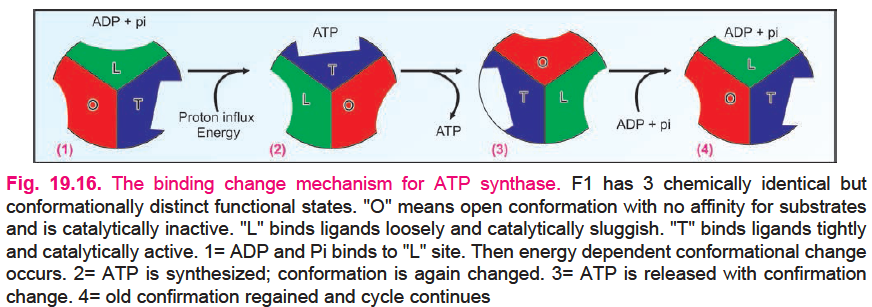 ADP + pi
ATP
ADP + pi
L
O
T
T
L
O
O
T
L
L
O
T
Proton influx
Energy
ATP
ADP + pi
(1)
(2)
(3)
(4)
Fig. 19.16. The binding change mechanism for ATP synthase. F1 has 3 chemically identical but
conformationally distinct functional states. "O" means open conformation with no affinity for substrates
and is catalytically inactive. "L" binds ligands loosely and catalytically sluggish. "T" binds ligands tightly
and catalytically active. 1= ADP and Pi binds to "L" site. Then energy dependent conformational change
occurs. 2= ATP is synthesized; conformation is again changed. 3= ATP is released with confirmation
change. 4= old confirmation regained and cycle continues